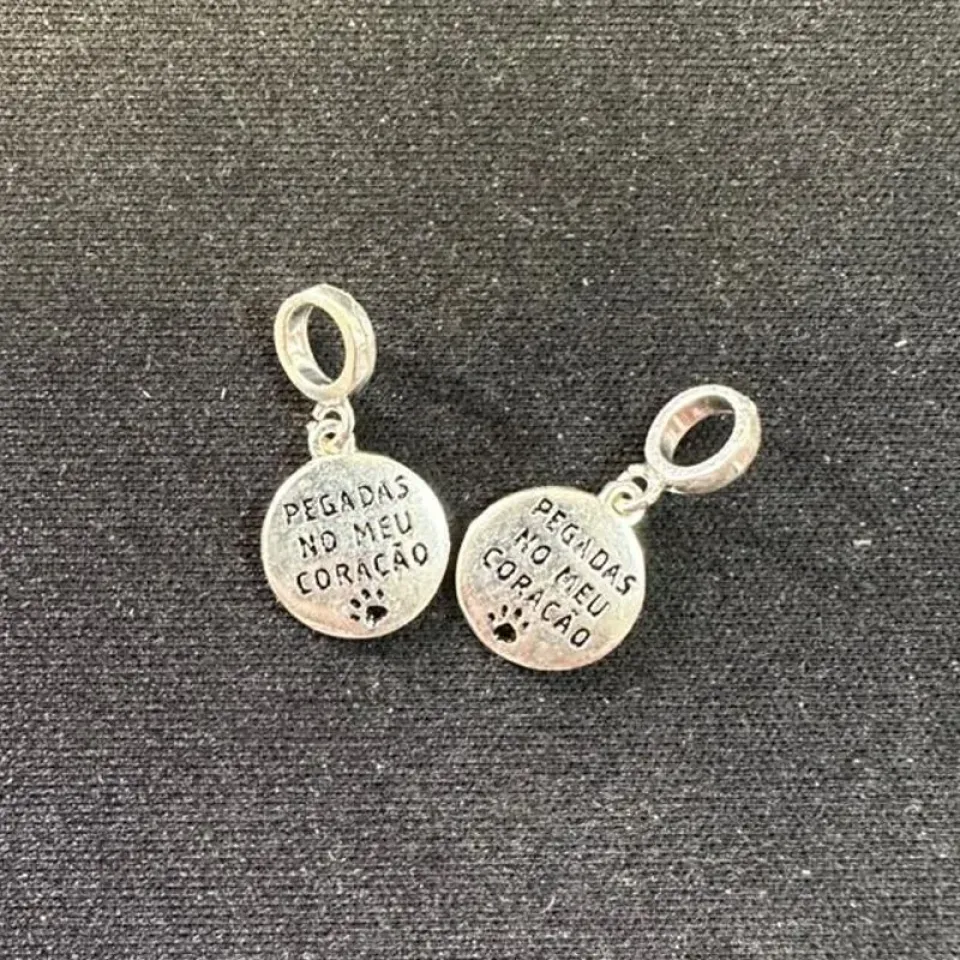 PEGADAS
NO MEU
CORAÇÃO
PEGADAS
NO MEU
CORAÇÃO